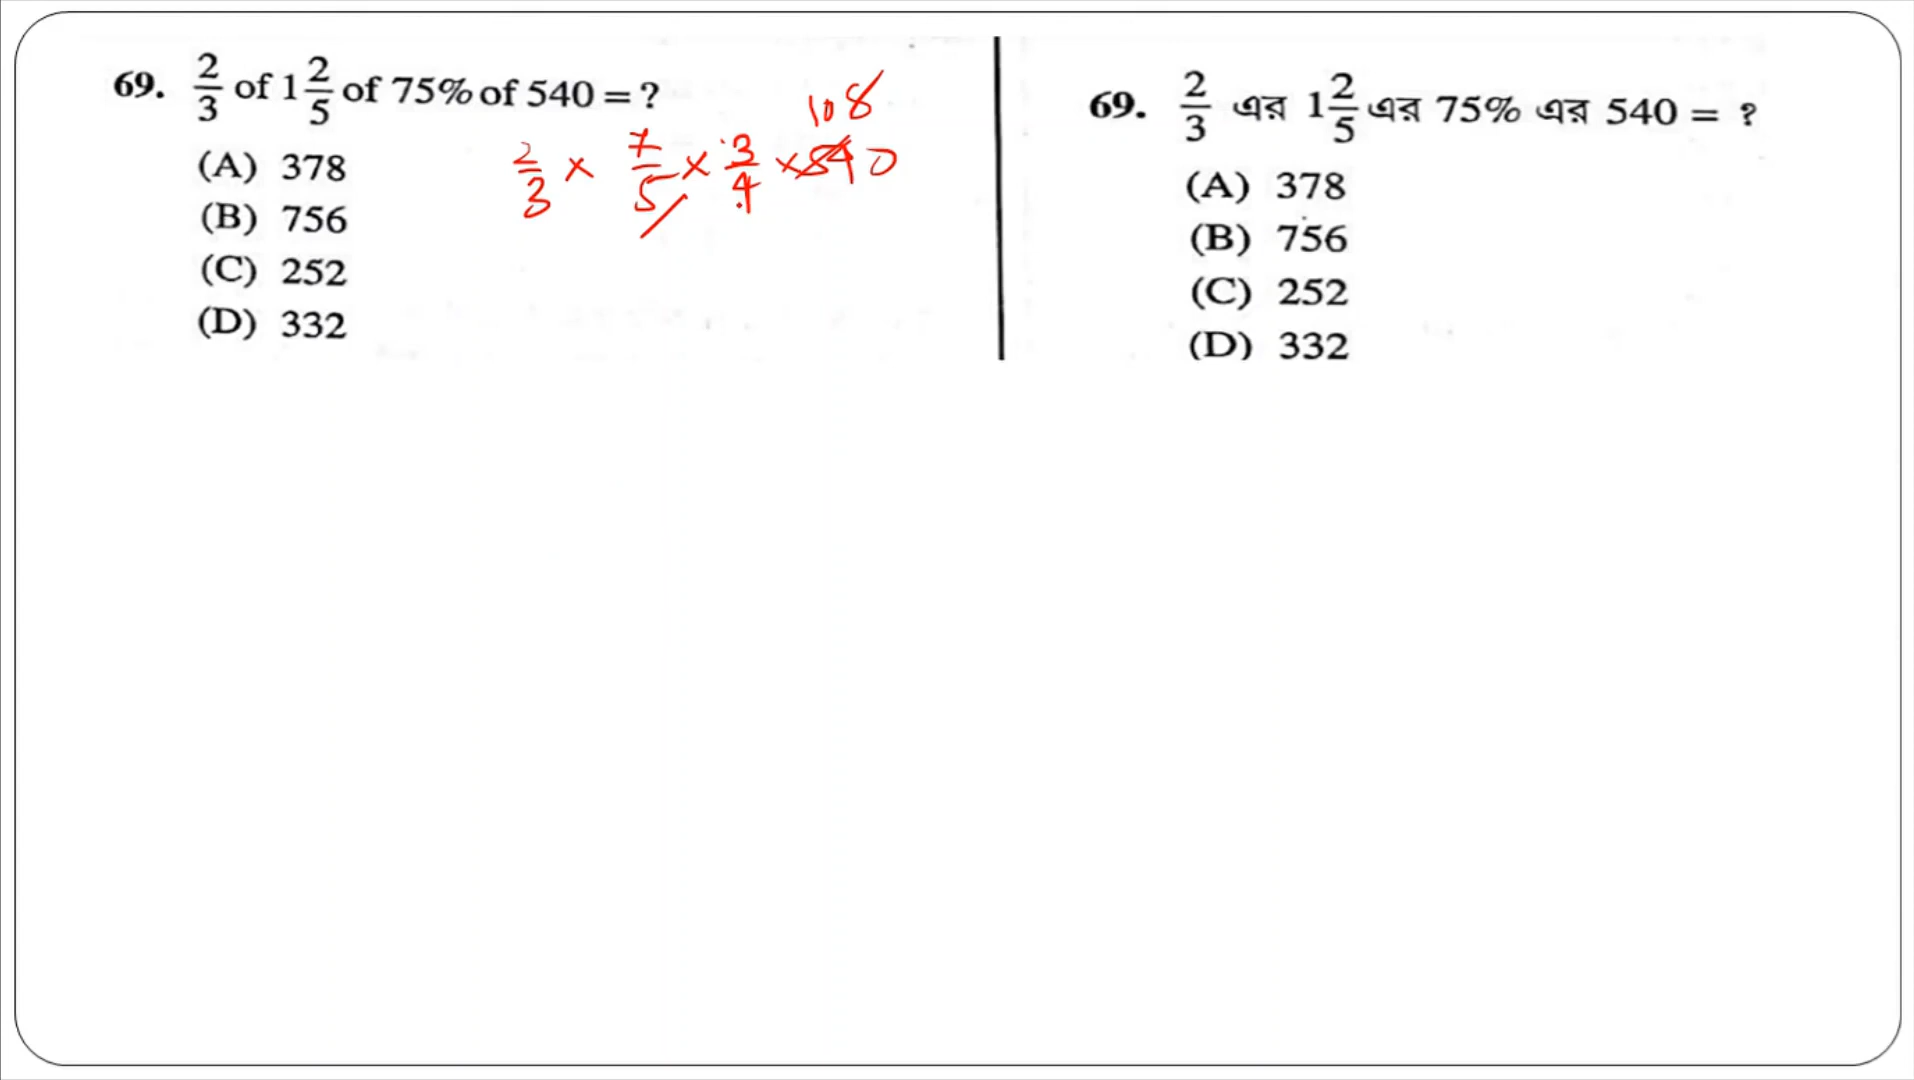 69. 2/3 of 1 2/5 of 75% of 540 = ?
(A) 378
(B) 756
(C) 252
(D) 332
108
2/3 × 7/5 × 3/4 × 540
69. 2/3 এর 1 2/5 এর 75% এর 540 = ?
(A) 378
(B) 756
(C) 252
(D) 332